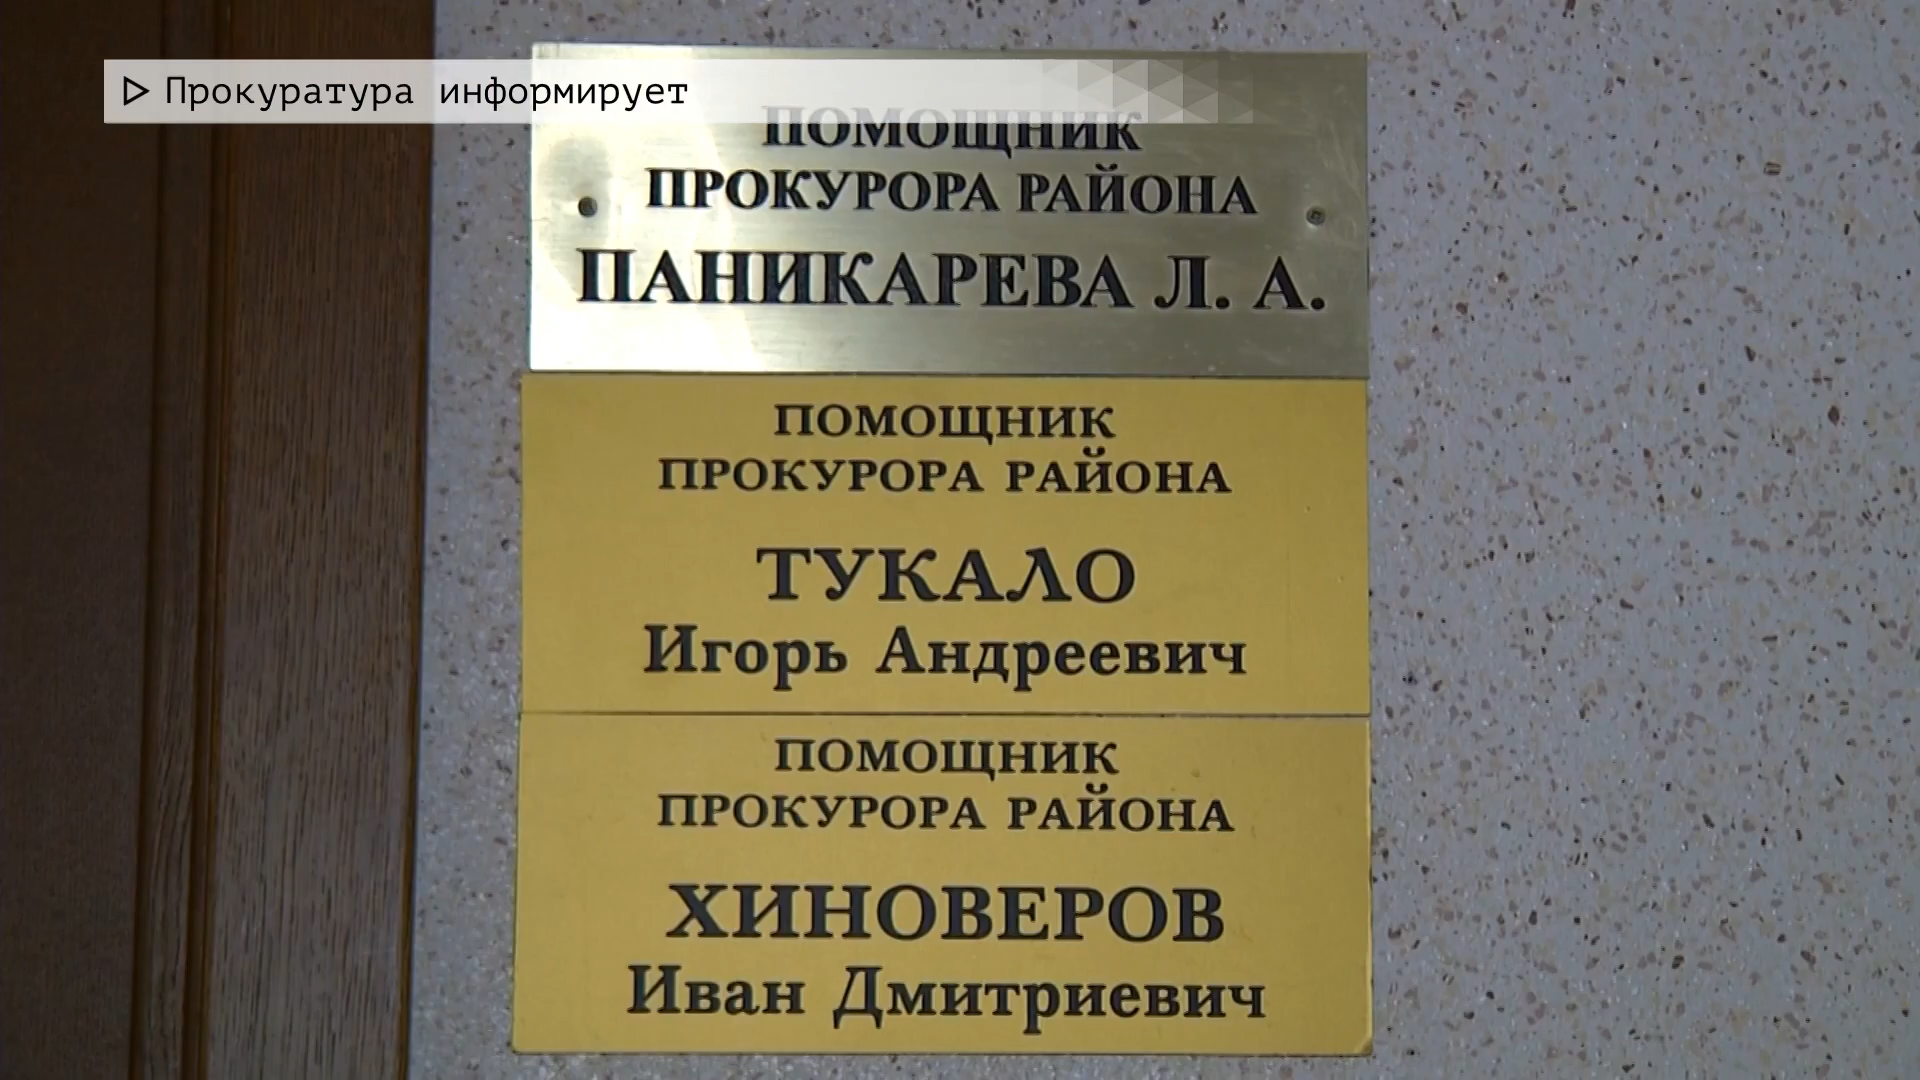 Прокуратура информирует
ПОМОЩНИК
ПРОКУРОРА РАЙОНА
ПАНИКАРЕВА Л. А.
ПОМОЩНИК
ПРОКУРОРА РАЙОНА
ТУКАЛО
Игорь Андреевич
ПОМОЩНИК
ПРОКУРОРА РАЙОНА
ХИНОВЕРОВ
Иван Дмитриевич